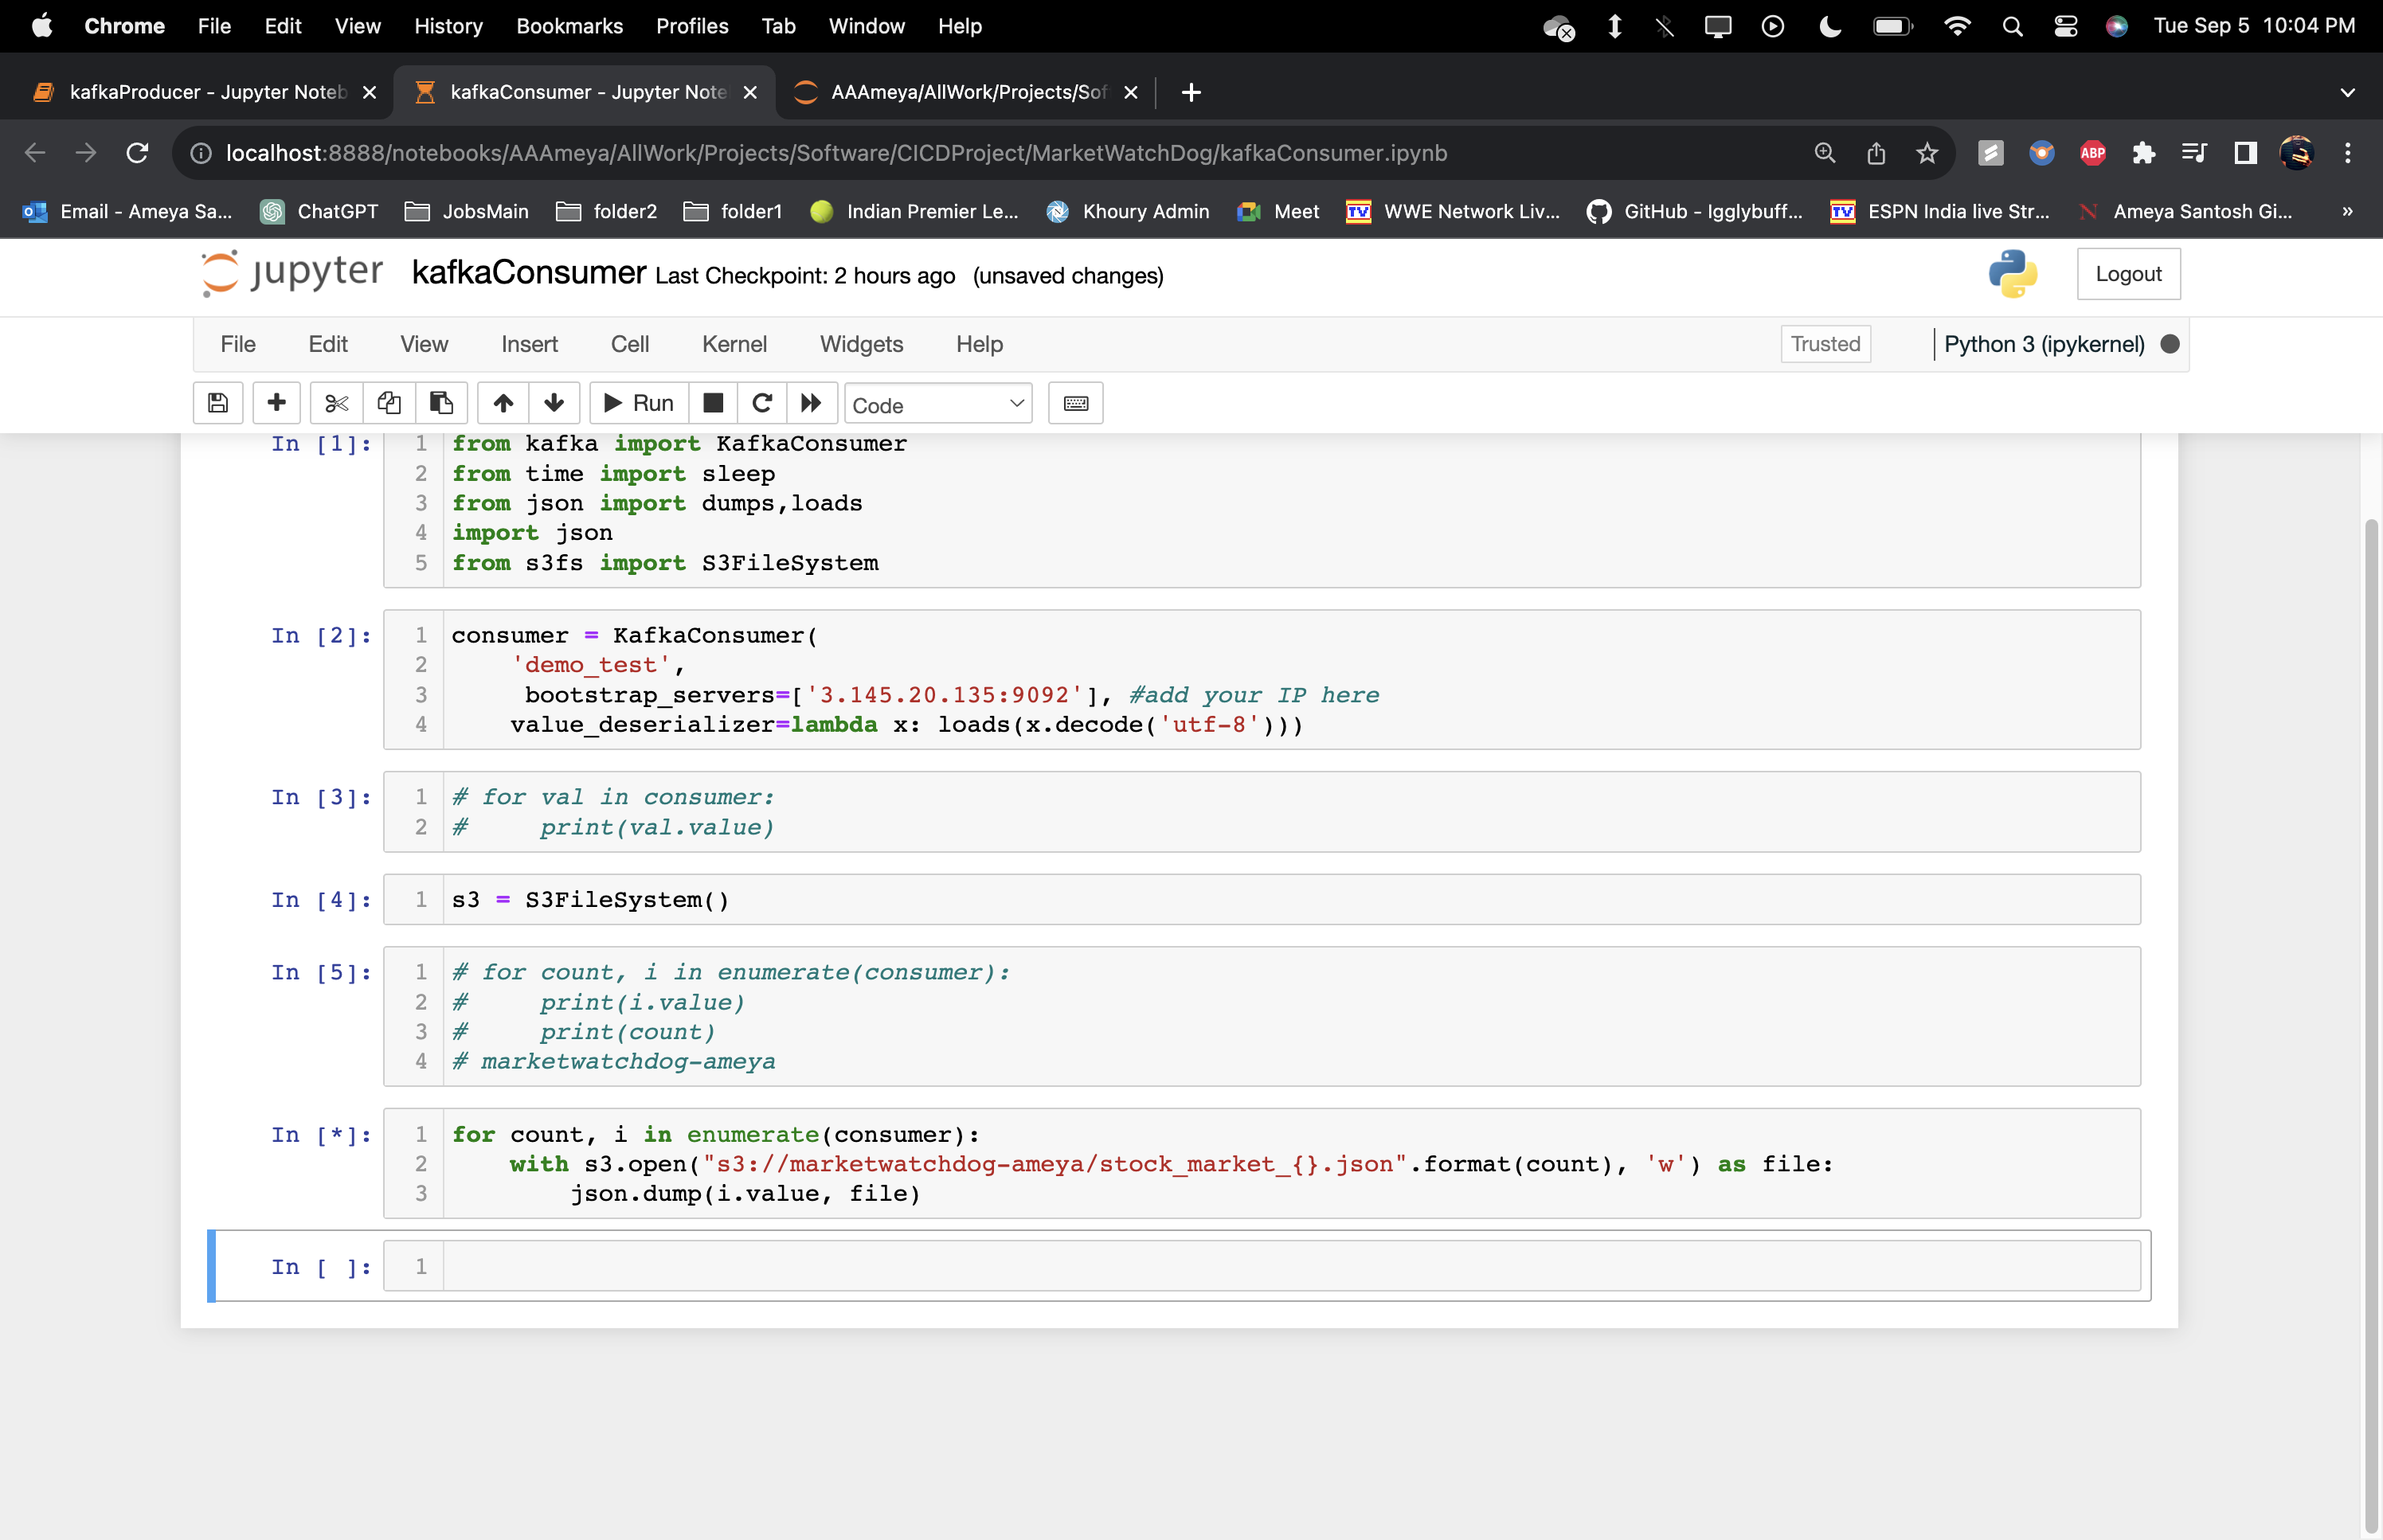 Chrome File Edit View History Bookmarks Profiles Tab Window Help Tue Sep 5 10:04 PM
kafkaProducer - Jupyter Noteb kafkaConsumer - Jupyter Note AAAmeya/AllWork/Projects/Sof
localhost:8888/notebooks/AAAmeya/AllWork/Projects/Software/CICDProject/MarketWatchDog/kafkaConsumer.ipynb ABP
Email - Ameya Sa... ChatGPT JobsMain folder2 folder1 Indian Premier Le... Khoury Admin Meet TV WWE Network Liv... GitHub - Igglybuff... TV ESPN India live Str... N Ameya Santosh Gi... »
jupyter kafkaConsumer Last Checkpoint: 2 hours ago (unsaved changes) Logout
File Edit View Insert Cell Kernel Widgets Help Trusted Python 3 (ipykernel)
Run Code
In [1]: 1 from kafka import KafkaConsumer
2 from time import sleep
3 from json import dumps,loads
4 import json
5 from s3fs import S3FileSystem
In [2]: 1 consumer = KafkaConsumer(
2 'demo_test',
3 bootstrap_servers=['3.145.20.135:9092'], #add your IP here
4 value_deserializer=lambda x: loads(x.decode('utf-8')))
In [3]: 1 # for val in consumer:
2 # print(val.value)
In [4]: 1 s3 = S3FileSystem()
In [5]: 1 # for count, i in enumerate(consumer):
2 # print(i.value)
3 # print(count)
4 # marketwatchdog-ameya
In [*]: 1 for count, i in enumerate(consumer):
2 with s3.open("s3://marketwatchdog-ameya/stock_market_{}.json".format(count), 'w') as file:
3 json.dump(i.value, file)
In [ ]: 1